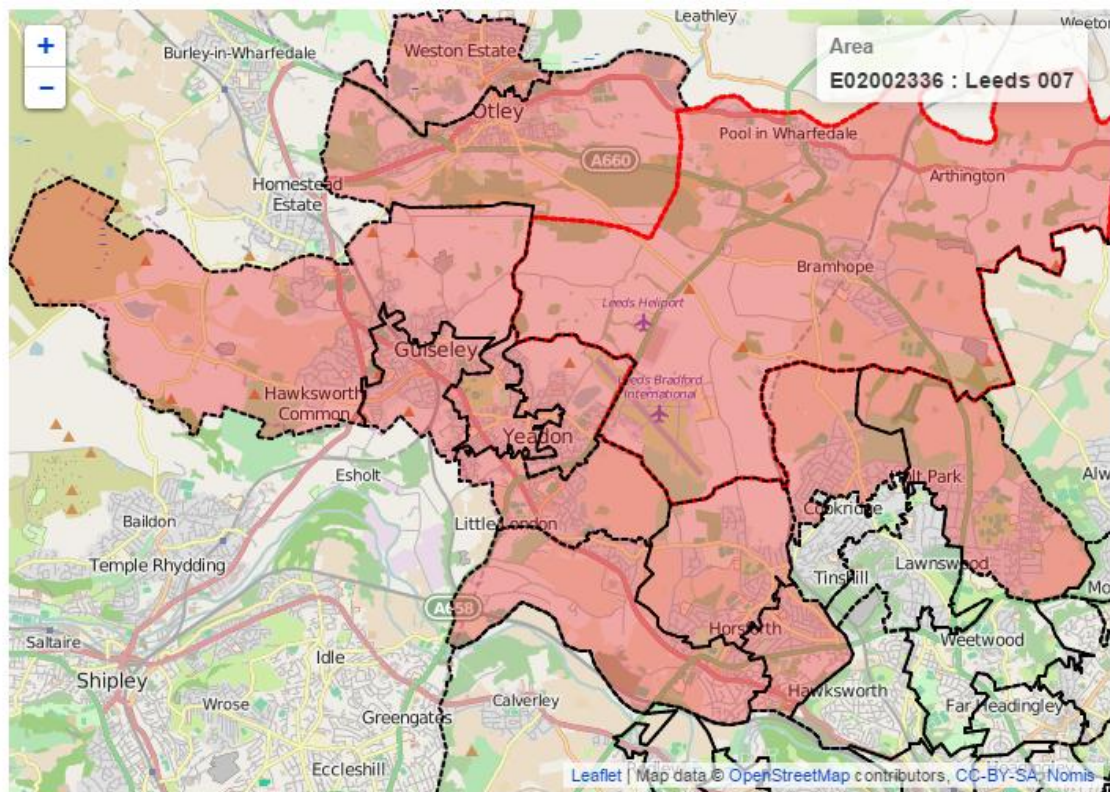 +
−
Area
E02002336 : Leeds 007
Leathley
Burley-in-Wharfedale
Weston Estate
Otley
Pool in Wharfedale
A660
Arthington
Homestead
Estate
Bramhope
Leeds Heliport
Guiseley
Leeds Bradford
International
Hawksworth
Common
Yeadon
Esholt
Cookridge
Little London
Baildon
Temple Rhydding
Tinshill
Lawnswood
A658
Saltaire
Idle
Horsforth
Weetwood
Shipley
Wrose
Calverley
Hawksworth
Far Headingley
Greengates
Eccleshill
Leaflet | Map data © OpenStreetMap contributors, CC-BY-SA, Nomis